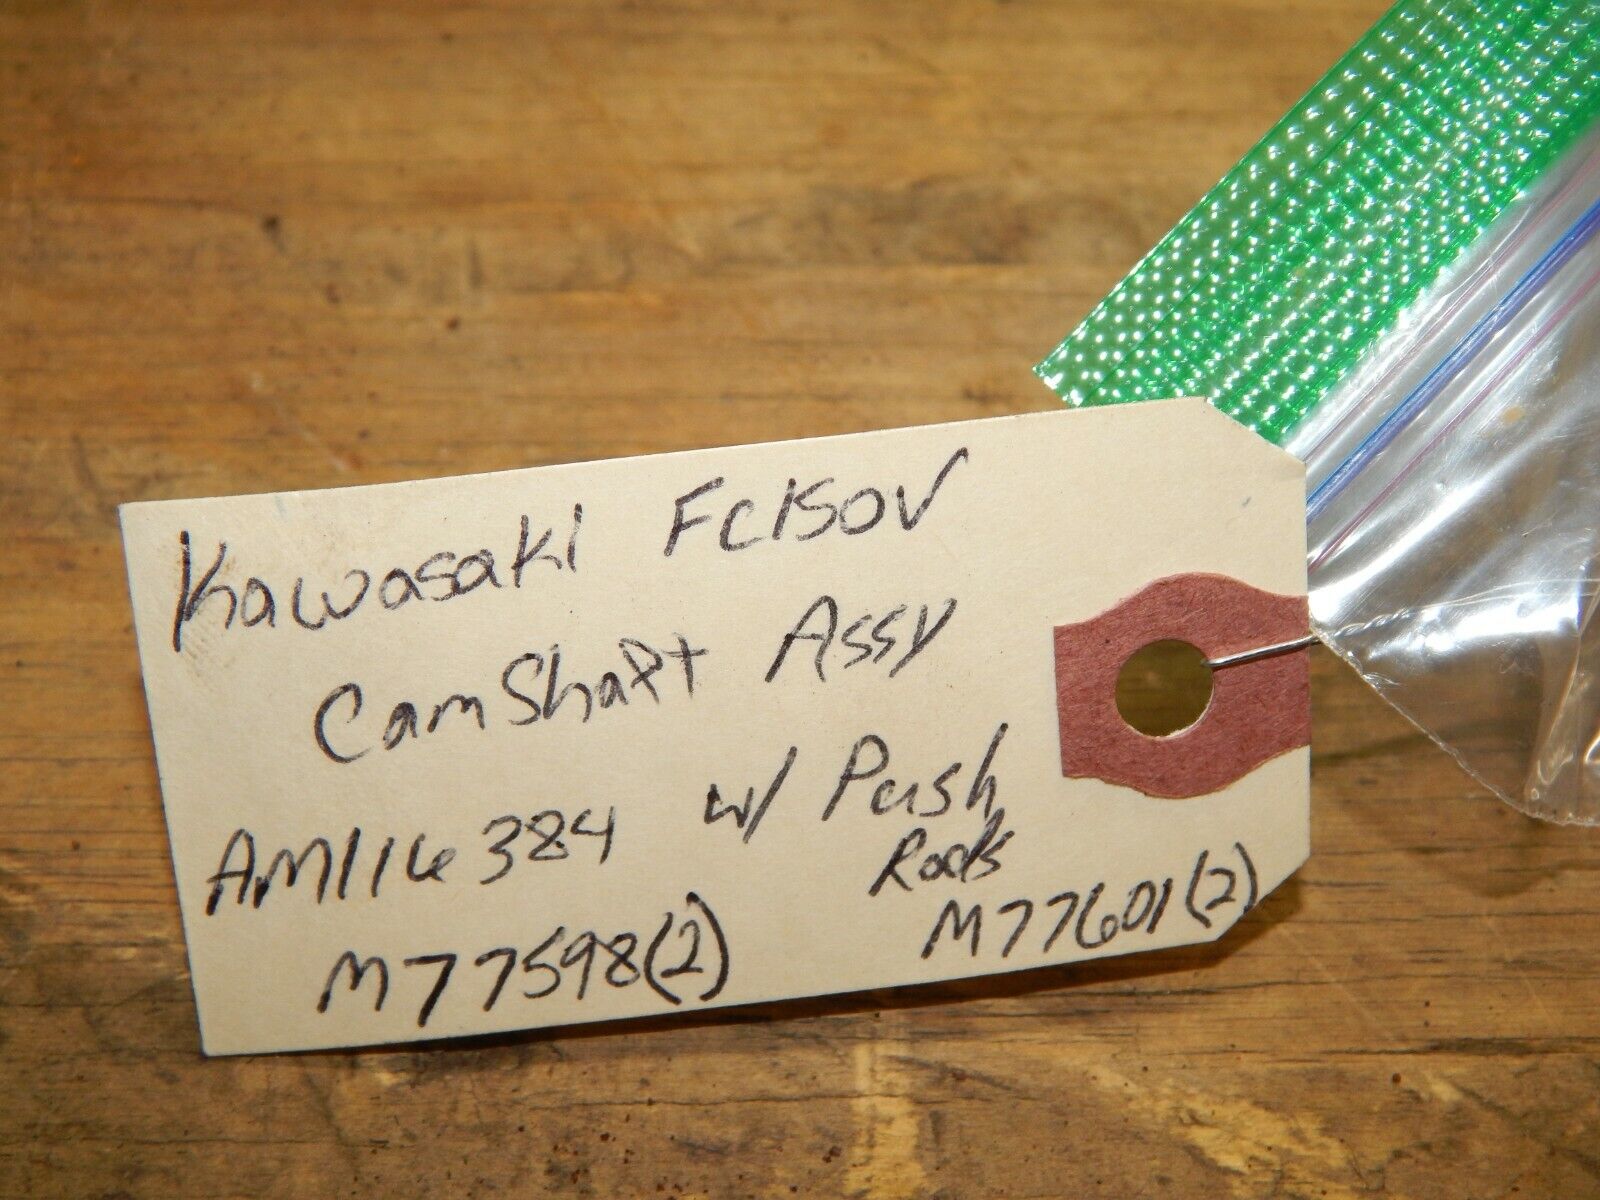 Kawasaki FC150V
Camshaft Assy
AM116384 w/ Push
Rods
M77598(2) M77601(2)